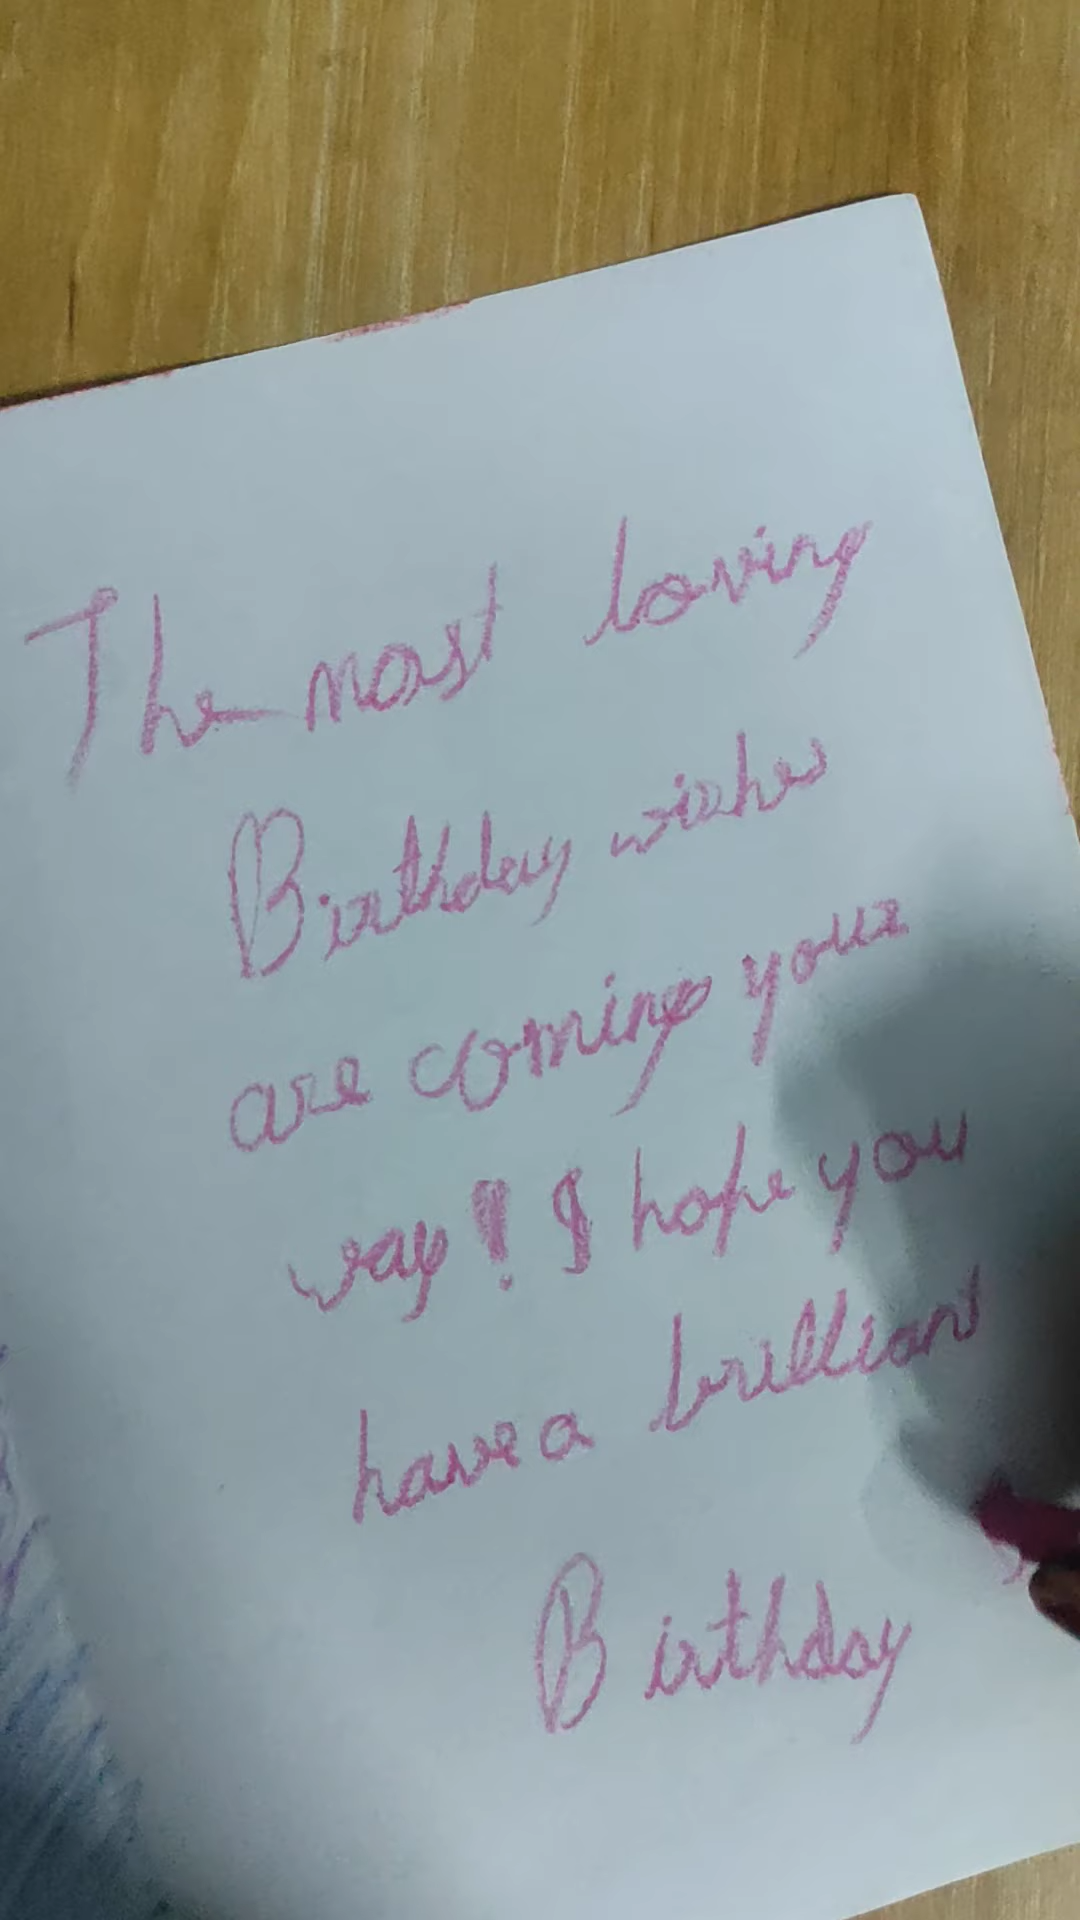 The most loving
Birthday wishes
are coming your
way! I hope you
have a brilliant
Birthday